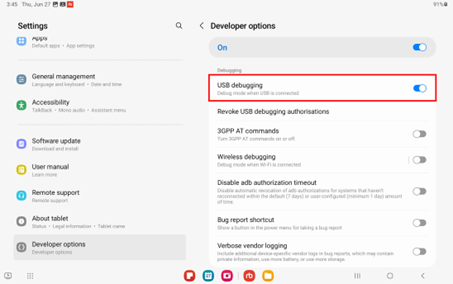 3:45 Thu, Jun 27
91%
Settings
Apps
Default apps • App settings
General management
Language and keyboard • Date and time
Accessibility
TalkBack • Mono audio • Assistant menu
Software update
Download and install
User manual
Learn more
Remote support
Remote support
About tablet
Status • Legal information • Tablet name
Developer options
Developer options
Developer options
On
Debugging
USB debugging
Debug mode when USB is connected
Revoke USB debugging authorisations
3GPP AT commands
Turn 3GPP AT commands on or off.
Wireless debugging
Debug mode when Wi-Fi is connected
Disable adb authorization timeout
Disable automatic revocation of adb authorizations for systems that haven't
reconnected within the default (7 days) or user-configured (minimum 1 day) amount
of time.
Bug report shortcut
Show a button in the power menu for taking a bug report
Verbose vendor logging
Include additional device-specific vendor logs in bug reports, which may contain
private information, use more battery, or use more storage.